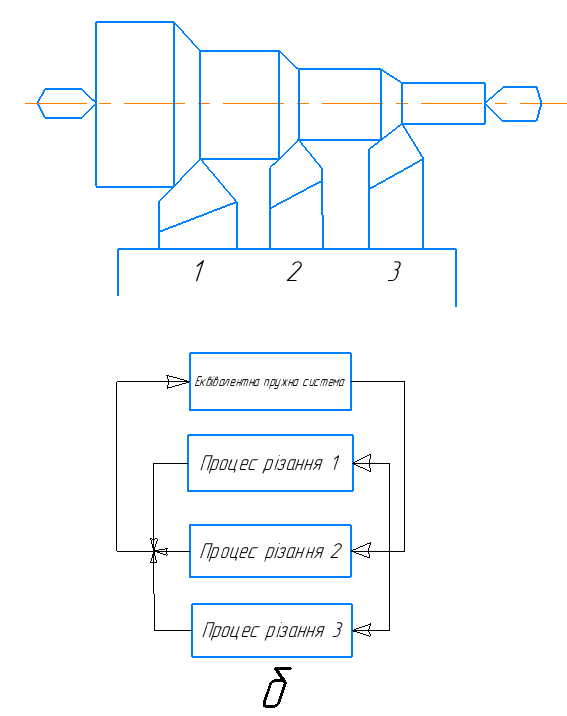 1 2 3
Еквівалентна пружна система
Процес різання 1
Процес різання 2
Процес різання 3
б